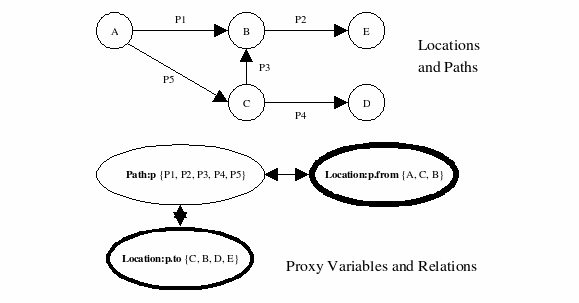 P1
P2
A
B
E
Locations
and Paths
P3
P5
C
D
P4
Path:p {P1, P2, P3, P4, P5}
Location:p.from {A, C, B}
Location:p.to {C, B, D, E}
Proxy Variables and Relations